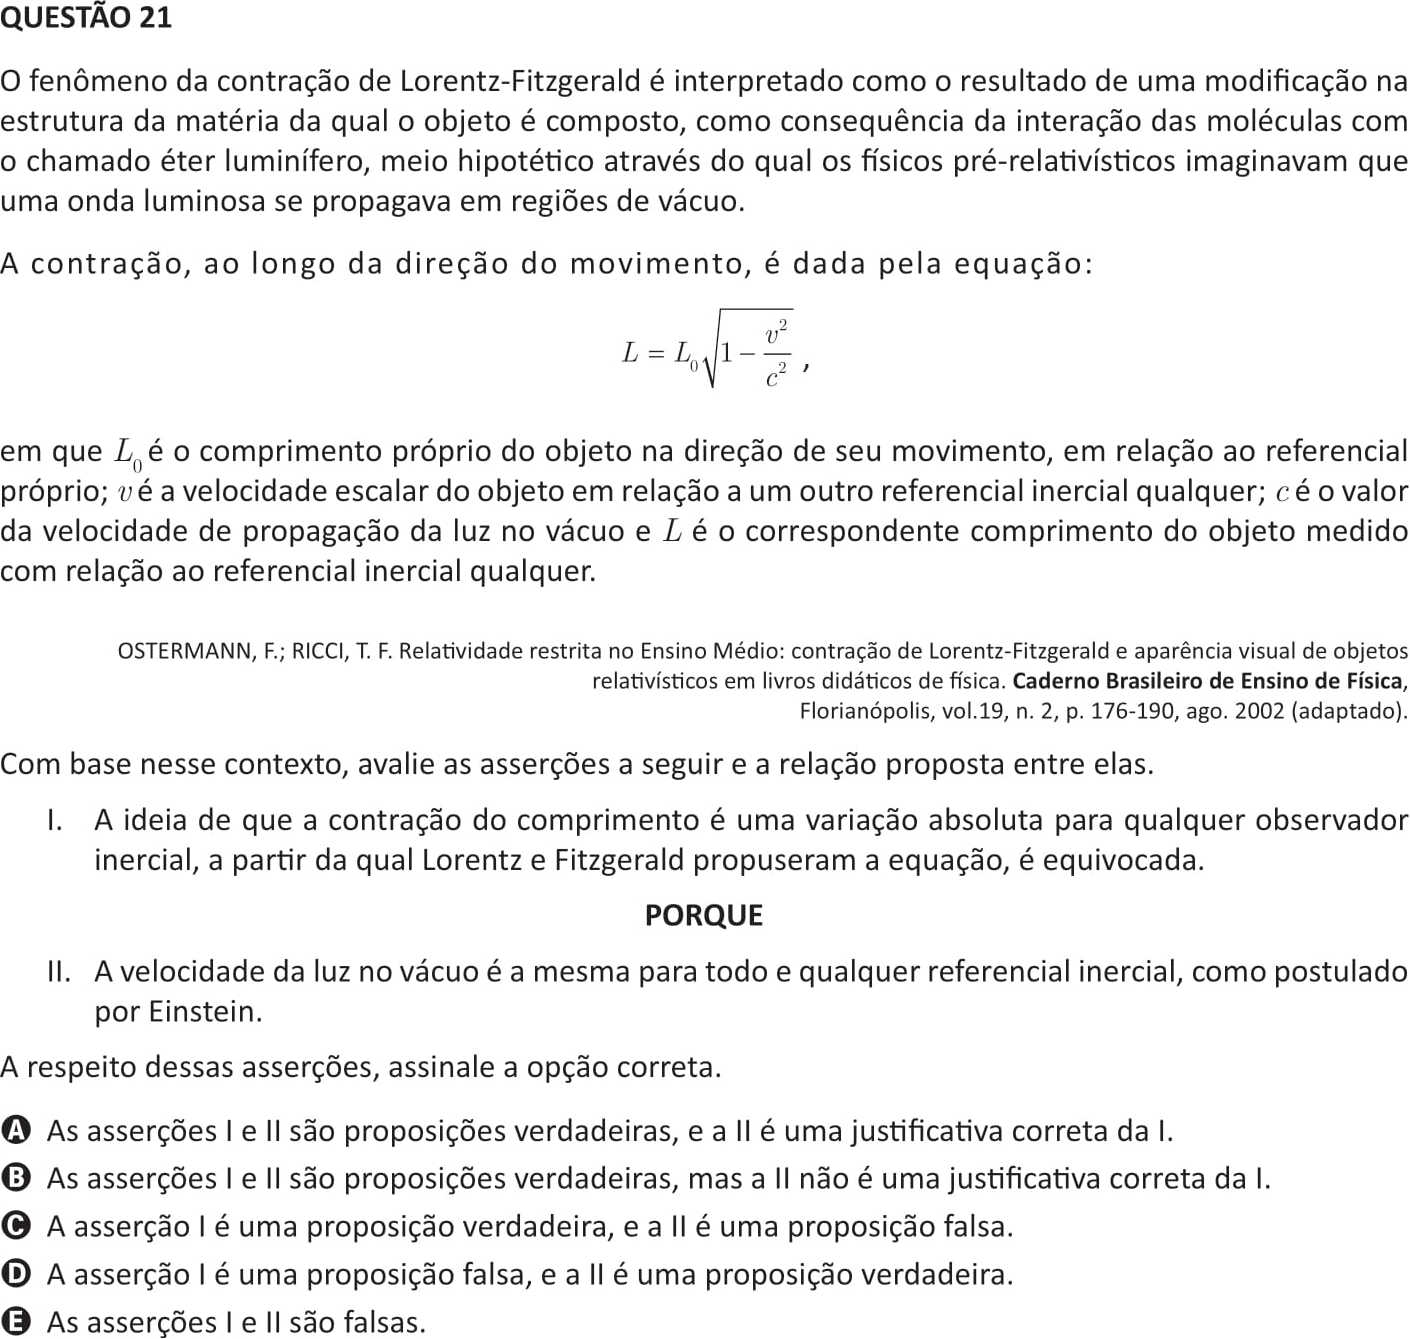 QUESTÃO 21
O fenômeno da contração de Lorentz-Fitzgerald é interpretado como o resultado de uma modificação na
estrutura da matéria da qual o objeto é composto, como consequência da interação das moléculas com
o chamado éter luminífero, meio hipotético através do qual os físicos pré-relativísticos imaginavam que
uma onda luminosa se propagava em regiões de vácuo.
A contração, ao longo da direção do movimento, é dada pela equação:
L = L₀√(1 − v²/c²) ,
em que L₀ é o comprimento próprio do objeto na direção de seu movimento, em relação ao referencial
próprio; v é a velocidade escalar do objeto em relação a um outro referencial inercial qualquer; c é o valor
da velocidade de propagação da luz no vácuo e L é o correspondente comprimento do objeto medido
com relação ao referencial inercial qualquer.
OSTERMANN, F.; RICCI, T. F. Relatividade restrita no Ensino Médio: contração de Lorentz-Fitzgerald e aparência visual de objetos
relativísticos em livros didáticos de física. Caderno Brasileiro de Ensino de Física,
Florianópolis, vol.19, n. 2, p. 176-190, ago. 2002 (adaptado).
Com base nesse contexto, avalie as asserções a seguir e a relação proposta entre elas.
I. A ideia de que a contração do comprimento é uma variação absoluta para qualquer observador
inercial, a partir da qual Lorentz e Fitzgerald propuseram a equação, é equivocada.
PORQUE
II. A velocidade da luz no vácuo é a mesma para todo e qualquer referencial inercial, como postulado
por Einstein.
A respeito dessas asserções, assinale a opção correta.
A As asserções I e II são proposições verdadeiras, e a II é uma justificativa correta da I.
B As asserções I e II são proposições verdadeiras, mas a II não é uma justificativa correta da I.
C A asserção I é uma proposição verdadeira, e a II é uma proposição falsa.
D A asserção I é uma proposição falsa, e a II é uma proposição verdadeira.
E As asserções I e II são falsas.